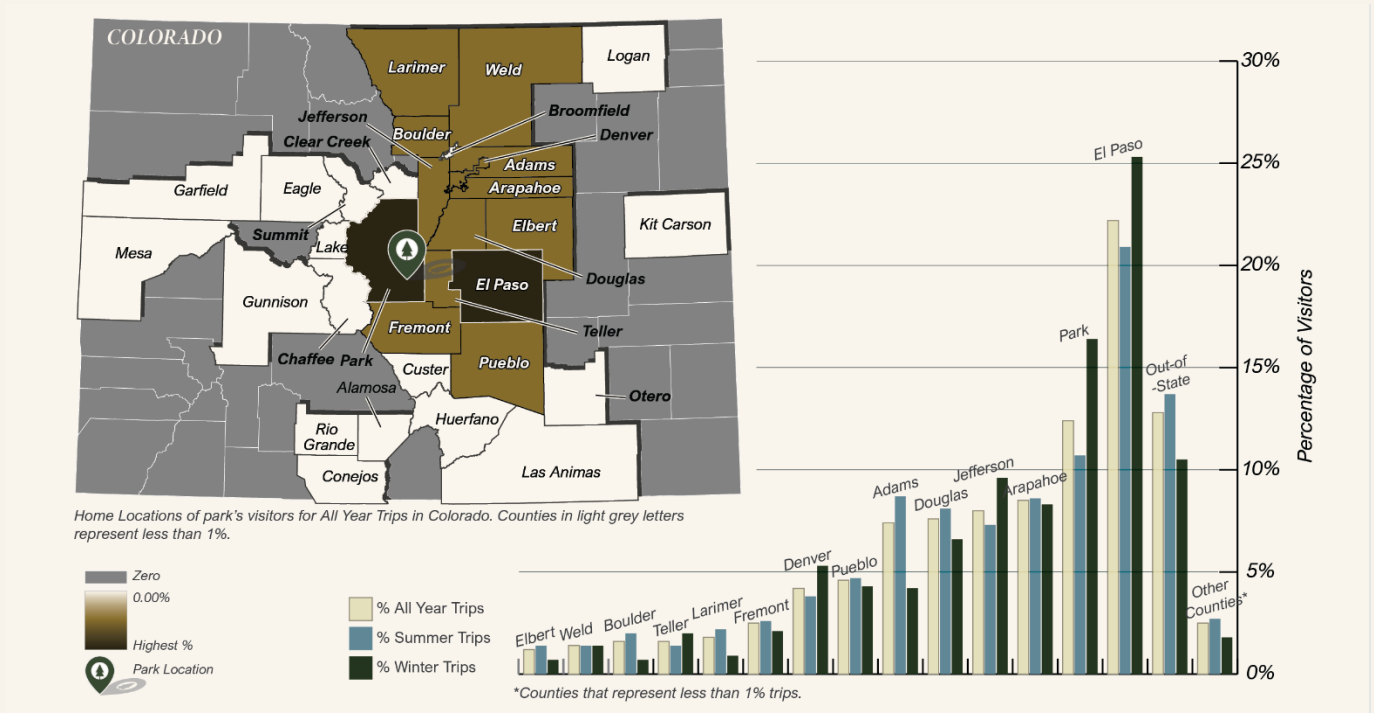 COLORADO
Larimer
Weld
Logan
Jefferson
Clear Creek
Boulder
Broomfield
Denver
Garfield
Eagle
Adams
Arapahoe
Summit
Lake
Elbert
Kit Carson
Mesa
Gunnison
El Paso
Douglas
Teller
Fremont
Chaffee
Park
Pueblo
Custer
Alamosa
Otero
Huerfano
Rio
Grande
Conejos
Las Animas
Home Locations of park's visitors for All Year Trips in Colorado. Counties in light grey letters
represent less than 1%.
Zero
0.00%
Highest %
Park Location
% All Year Trips
% Summer Trips
% Winter Trips
30%
25%
20%
15%
10%
5%
0%
Percentage of Visitors
Elbert
Weld
Boulder
Teller
Larimer
Fremont
Denver
Pueblo
Adams
Douglas
Jefferson
Arapahoe
Park
El Paso
Out-of
-State
Other
Counties*
*Counties that represent less than 1% trips.